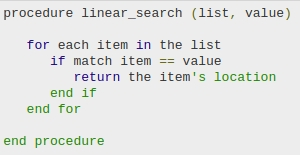 procedure linear_search (list, value)
for each item in the list
if match item == value
return the item's location
end if
end for
end procedure